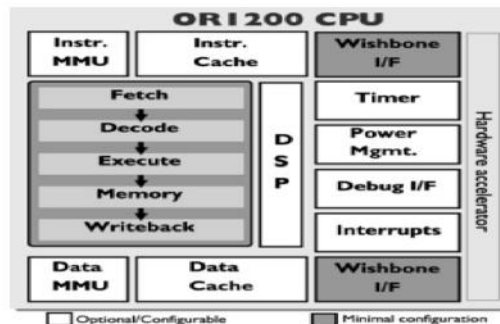 OR1200 CPU
Instr.
MMU
Instr.
Cache
Wishbone
I/F
Fetch
Decode
Execute
Memory
Writeback
D
S
P
Timer
Power
Mgmt.
Debug I/F
Interrupts
Hardware accelerator
Data
MMU
Data
Cache
Wishbone
I/F
Optional/Configurable
Minimal configuration